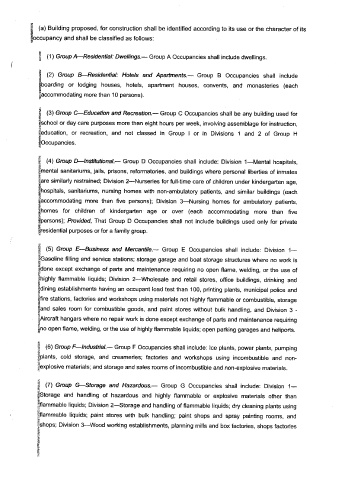 (a) Building proposed, for construction shall be identified according to its use or the character of its
occupancy and shall be classified as follows:
(1) Group A—Residential: Dwellings.— Group A Occupancies shall include dwellings.
(2) Group B—Residential: Hotels and Apartments.— Group B Occupancies shall include
boarding or lodging houses, hotels, apartment houses, convents, and monasteries (each
accommodating more than 10 persons).
(3) Group C—Education and Recreation.— Group C Occupancies shall be any building used for
school or day care purposes more then eight hours per week, involving assemblage for instruction,
education, or recreation, and not classed in Group I or in Divisions 1 and 2 of Group H
Occupancies.
(4) Group D—Institutional.— Group D Occupancies shall include: Division 1—Mental hospitals,
mental sanitariums, jails, prisons, reformatories, and buildings where personal liberties of inmates
are similarly restrained; Division 2—Nurseries for full-time care of children under kindergarten age,
hospitals, sanitariums, nursing homes with non-ambulatory patients, and similar buildings (each
accommodating more than five persons); Division 3—Nursing homes for ambulatory patients,
homes for children of kindergarten age or over (each accommodating more than five
persons); Provided, That Group D Occupancies shall not include buildings used only for private
residential purposes or for a family group.
(5) Group E—Business and Mercantile.— Group E Occupancies shall include: Division 1—
Gasoline filling and service stations; storage garage and boat storage structures where no work is
done except exchange of parts and maintenance requiring no open flame, welding, or the use of
highly flammable liquids; Division 2—Wholesale and retail stores, office buildings, drinking and
dining establishments having an occupant load less than 100, printing plants, municipal police and
fire stations, factories and workshops using materials not highly flammable or combustible, storage
and sales room for combustible goods, and paint stores without bulk handling, and Division 3 -
Aircraft hangars where no repair work is done except exchange of parts and maintenance requiring
no open flame, welding, or the use of highly flammable liquids; open parking garages and heliports.
(6) Group F—Industrial.— Group F Occupancies shall include: Ice plants, power plants, pumping
plants, cold storage, and creameries; factories and workshops using incombustible and non-
explosive materials; and storage and sales rooms of incombustible and non-explosive materials.
(7) Group G—Storage and Hazardous.— Group G Occupancies shall include: Division 1—
Storage and handling of hazardous and highly flammable or explosive materials other than
flammable liquids; Division 2—Storage and handling of flammable liquids; dry cleaning plants using
flammable liquids; paint stores with bulk handling; paint shops and spray painting rooms, and
shops; Division 3—Wood working establishments, planning mills and box factories, shops factories